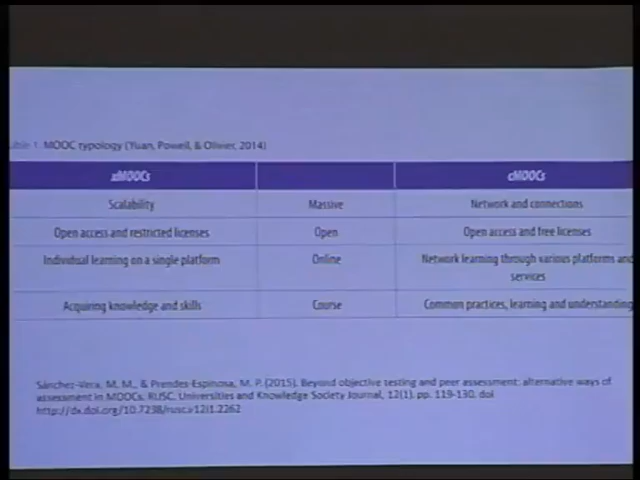 Table 1. MOOC typology (Yuan, Powell, & Olivier, 2014)
xMOOCs cMOOCs
Scalability Massive Network and connections
Open access and restricted licenses Open Open access and free licenses
Individual learning on a single platform Online Network learning through various platforms and
services
Acquiring knowledge and skills Course Common practices, learning and understanding
Sánchez-Vera, M. M., & Prendes-Espinosa, M. P. (2015). Beyond objective testing and peer assessment: alternative ways of
assessment in MOOCs. RUSC. Universities and Knowledge Society Journal, 12(1). pp. 119-130. doi
http://dx.doi.org/10.7238/rusc.v12i1.2262